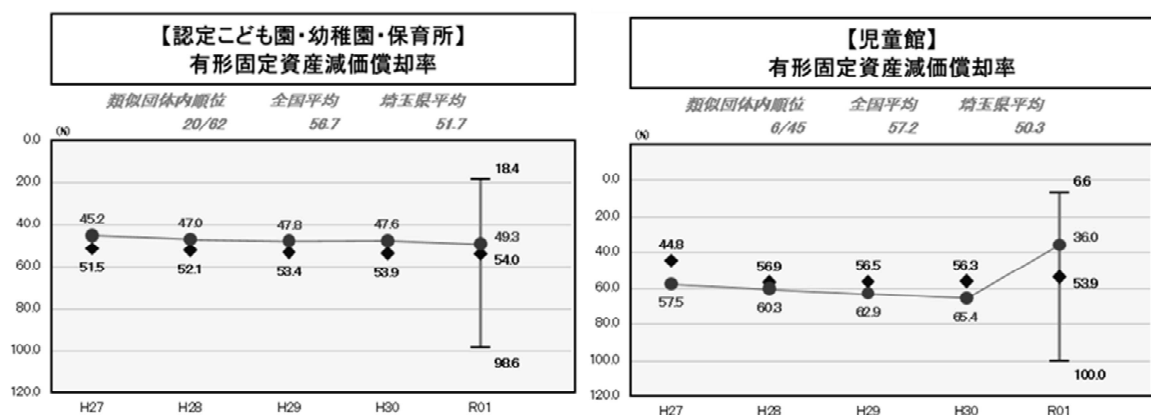 【認定こども園・幼稚園・保育所】
有形固定資産減価償却率
類似団体内順位 全国平均 埼玉県平均
20/62 56.7 51.7
(%)
0.0
20.0
40.0
60.0
80.0
100.0
120.0
18.4
45.2 47.0 47.8 47.6 49.3
51.5 52.1 53.4 53.9 54.0
98.6
H27 H28 H29 H30 R01
【児童館】
有形固定資産減価償却率
類似団体内順位 全国平均 埼玉県平均
6/45 57.2 50.3
(%)
0.0
20.0
40.0
60.0
80.0
100.0
120.0
6.6
36.0
44.8 56.9 56.5 56.3 53.9
57.5 60.3 62.9 65.4
100.0
H27 H28 H29 H30 R01